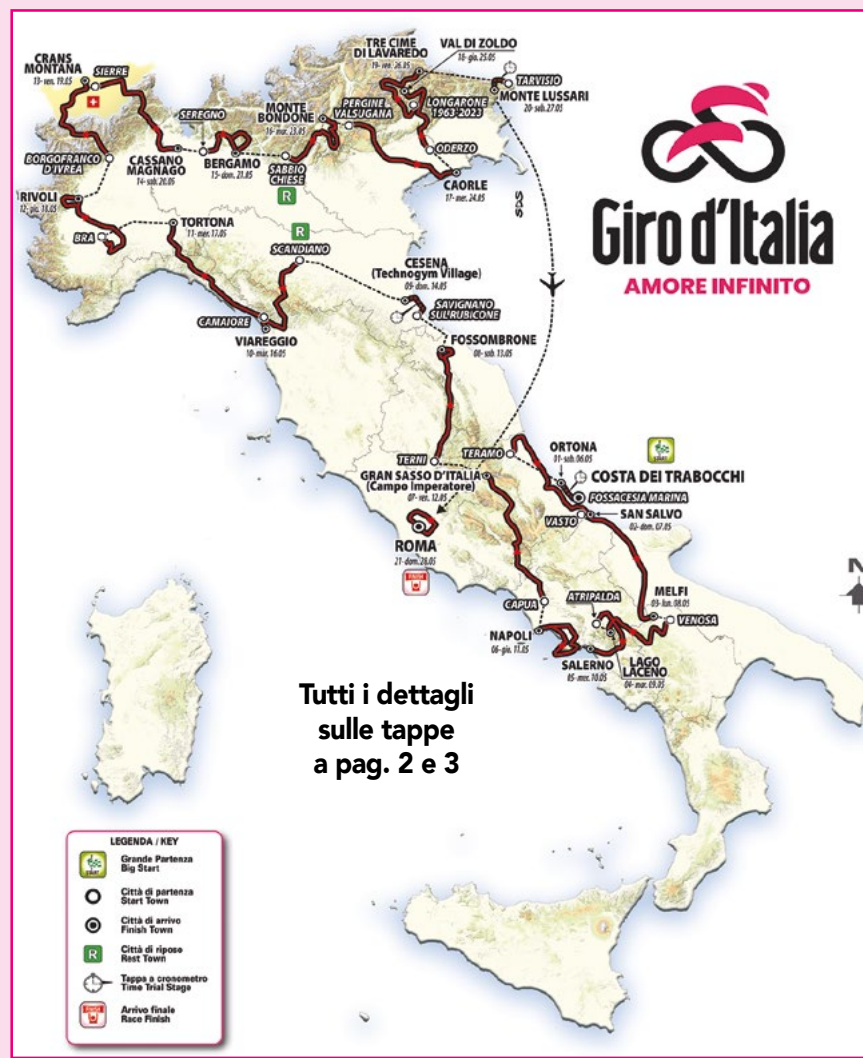 CRANS
MONTANA
13- ven. 19.05
SIERRE
SEREGNO
BORGOFRANCO
D'IVREA
CASSANO
MAGNAGO
14- sab. 20.05
BERGAMO
15- dom. 21.05
MONTE
BONDONE
16- mar. 23.05
SABBIO
CHIESE
PERGINE
VALSUGANA
TRE CIME
DI LAVAREDO
19- ven. 26.05
VAL DI ZOLDO
18- gio. 25.05
LONGARONE
1963-2023
TARVISIO
MONTE LUSSARI
20- sab. 27.05
ODERZO
CAORLE
17- mer. 24.05
Giro d'Italia
AMORE INFINITO
RIVOLI
12- gio. 18.05
BRA
TORTONA
11- mer. 17.05
R
R
SCANDIANO
CAMAIORE
VIAREGGIO
10- mar. 16.05
CESENA
(Technogym Village)
09- dom. 14.05
SAVIGNANO
SUL RUBICONE
FOSSOMBRONE
08- sab. 13.05
TERNI
GRAN SASSO D'ITALIA
(Campo Imperatore)
07- ven. 12.05
TERAMO
ORTONA
01- sab. 06.05
START
COSTA DEI TRABOCCHI
FOSSACESIA MARINA
VASTO
SAN SALVO
02- dom. 07.05
ROMA
21- dom. 28.05
FINISH
N
CAPUA
NAPOLI
06- gio. 11.05
ATRIPALDA
MELFI
03- lun. 08.05
VENOSA
SALERNO
05- mer. 10.05
LAGO
LACENO
04- mar. 09.05
Tutti i dettagli
sulle tappe
a pag. 2 e 3
LEGENDA / KEY
START
Grande Partenza
Big Start
Città di partenza
Start Town
Città di arrivo
Finish Town
R
Città di riposo
Rest Town
Tappa a cronometro
Time Trial Stage
FINISH
Arrivo finale
Race Finish